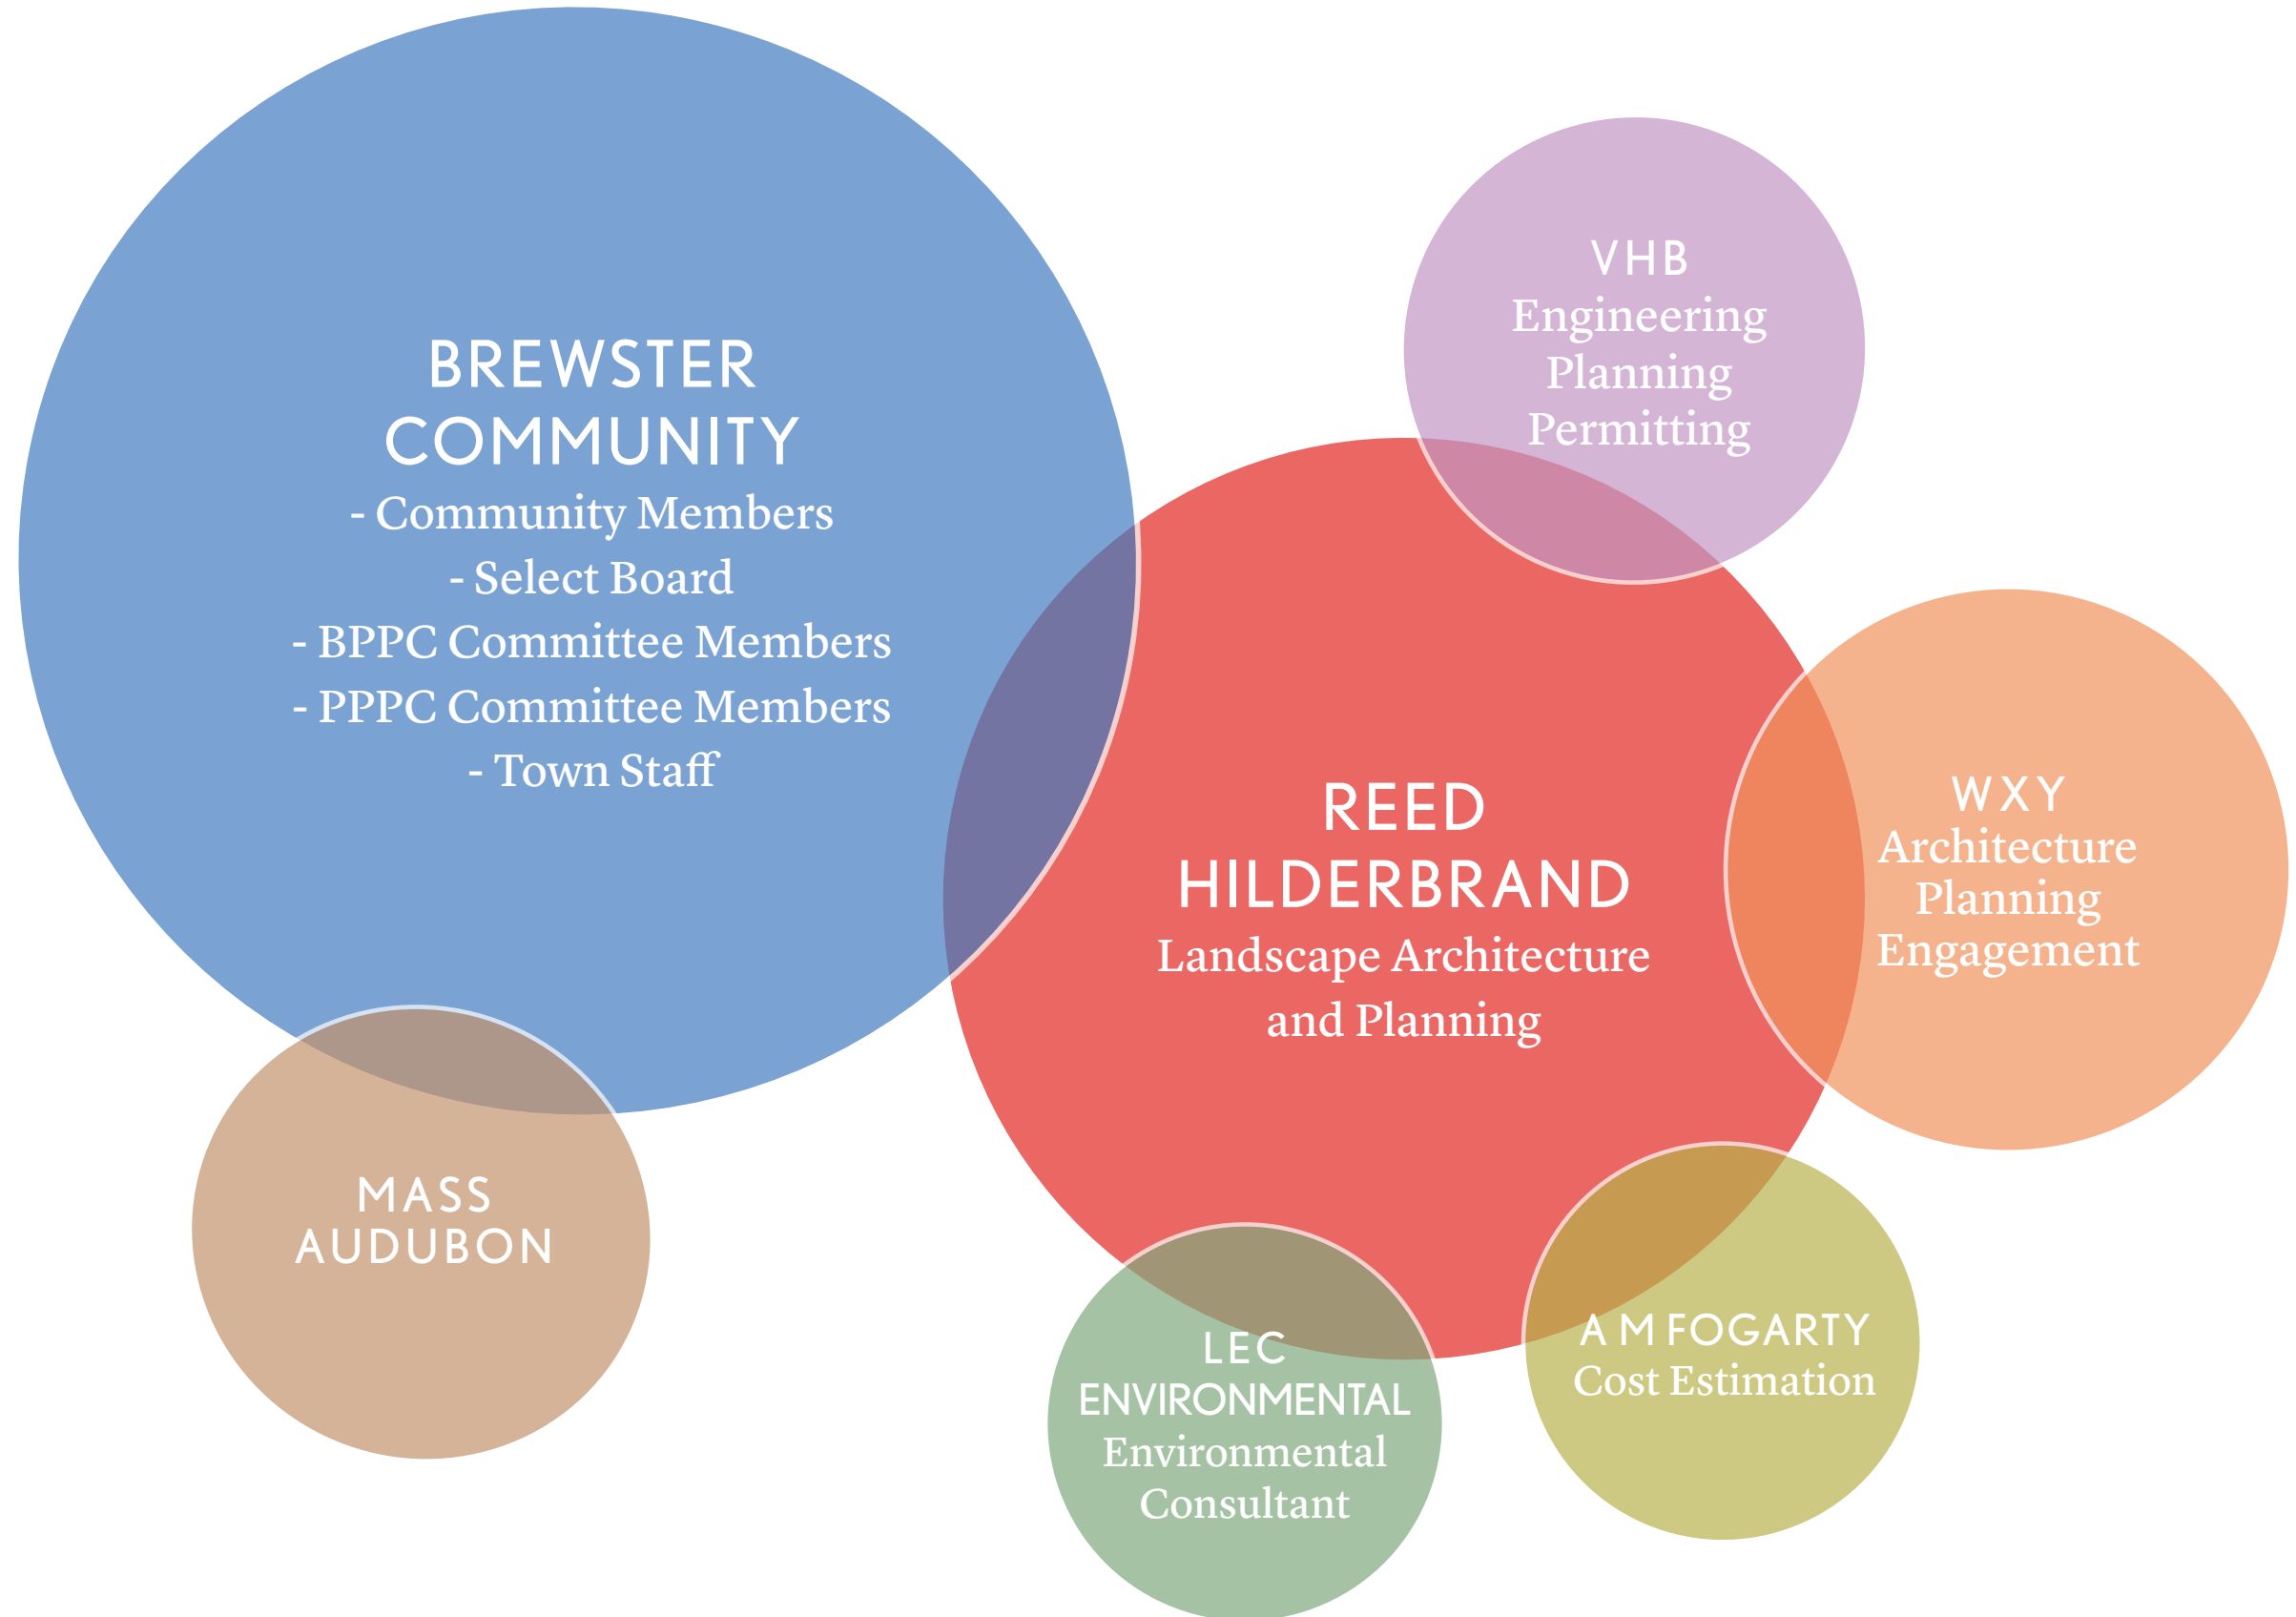 BREWSTER
COMMUNITY
- Community Members
- Select Board
- BPPC Committee Members
- PPPC Committee Members
- Town Staff
VHB
Engineering
Planning
Permitting
REED
HILDERBRAND
Landscape Architecture
and Planning
WXY
Architecture
Planning
Engagement
MASS
AUDUBON
LEC
ENVIRONMENTAL
Environmental
Consultant
A M FOGARTY
Cost Estimation